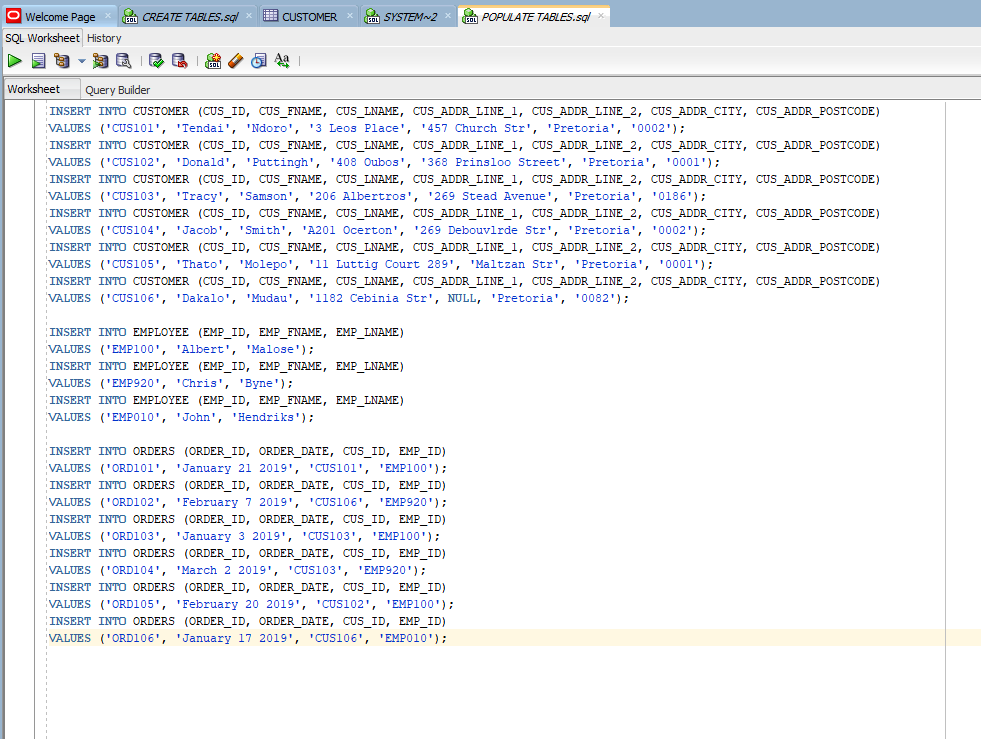 Welcome Page × CREATE TABLES.sql × CUSTOMER × SYSTEM~2 × POPULATE TABLES.sql ×
SQL Worksheet History
Worksheet Query Builder
INSERT INTO CUSTOMER (CUS_ID, CUS_FNAME, CUS_LNAME, CUS_ADDR_LINE_1, CUS_ADDR_LINE_2, CUS_ADDR_CITY, CUS_ADDR_POSTCODE)
VALUES ('CUS101', 'Tendai', 'Ndoro', '3 Leos Place', '457 Church Str', 'Pretoria', '0002');
INSERT INTO CUSTOMER (CUS_ID, CUS_FNAME, CUS_LNAME, CUS_ADDR_LINE_1, CUS_ADDR_LINE_2, CUS_ADDR_CITY, CUS_ADDR_POSTCODE)
VALUES ('CUS102', 'Donald', 'Puttingh', '408 Oubos', '368 Prinsloo Street', 'Pretoria', '0001');
INSERT INTO CUSTOMER (CUS_ID, CUS_FNAME, CUS_LNAME, CUS_ADDR_LINE_1, CUS_ADDR_LINE_2, CUS_ADDR_CITY, CUS_ADDR_POSTCODE)
VALUES ('CUS103', 'Tracy', 'Samson', '206 Albertros', '269 Stead Avenue', 'Pretoria', '0186');
INSERT INTO CUSTOMER (CUS_ID, CUS_FNAME, CUS_LNAME, CUS_ADDR_LINE_1, CUS_ADDR_LINE_2, CUS_ADDR_CITY, CUS_ADDR_POSTCODE)
VALUES ('CUS104', 'Jacob', 'Smith', 'A201 Ocerton', '269 Debouvlrde Str', 'Pretoria', '0002');
INSERT INTO CUSTOMER (CUS_ID, CUS_FNAME, CUS_LNAME, CUS_ADDR_LINE_1, CUS_ADDR_LINE_2, CUS_ADDR_CITY, CUS_ADDR_POSTCODE)
VALUES ('CUS105', 'Thato', 'Molepo', '11 Luttig Court 289', 'Maltzan Str', 'Pretoria', '0001');
INSERT INTO CUSTOMER (CUS_ID, CUS_FNAME, CUS_LNAME, CUS_ADDR_LINE_1, CUS_ADDR_LINE_2, CUS_ADDR_CITY, CUS_ADDR_POSTCODE)
VALUES ('CUS106', 'Dakalo', 'Mudau', '1182 Cebinia Str', NULL, 'Pretoria', '0082');
INSERT INTO EMPLOYEE (EMP_ID, EMP_FNAME, EMP_LNAME)
VALUES ('EMP100', 'Albert', 'Malose');
INSERT INTO EMPLOYEE (EMP_ID, EMP_FNAME, EMP_LNAME)
VALUES ('EMP920', 'Chris', 'Byne');
INSERT INTO EMPLOYEE (EMP_ID, EMP_FNAME, EMP_LNAME)
VALUES ('EMP010', 'John', 'Hendriks');
INSERT INTO ORDERS (ORDER_ID, ORDER_DATE, CUS_ID, EMP_ID)
VALUES ('ORD101', 'January 21 2019', 'CUS101', 'EMP100');
INSERT INTO ORDERS (ORDER_ID, ORDER_DATE, CUS_ID, EMP_ID)
VALUES ('ORD102', 'February 7 2019', 'CUS106', 'EMP920');
INSERT INTO ORDERS (ORDER_ID, ORDER_DATE, CUS_ID, EMP_ID)
VALUES ('ORD103', 'January 3 2019', 'CUS103', 'EMP100');
INSERT INTO ORDERS (ORDER_ID, ORDER_DATE, CUS_ID, EMP_ID)
VALUES ('ORD104', 'March 2 2019', 'CUS103', 'EMP920');
INSERT INTO ORDERS (ORDER_ID, ORDER_DATE, CUS_ID, EMP_ID)
VALUES ('ORD105', 'February 20 2019', 'CUS102', 'EMP100');
INSERT INTO ORDERS (ORDER_ID, ORDER_DATE, CUS_ID, EMP_ID)
VALUES ('ORD106', 'January 17 2019', 'CUS106', 'EMP010');